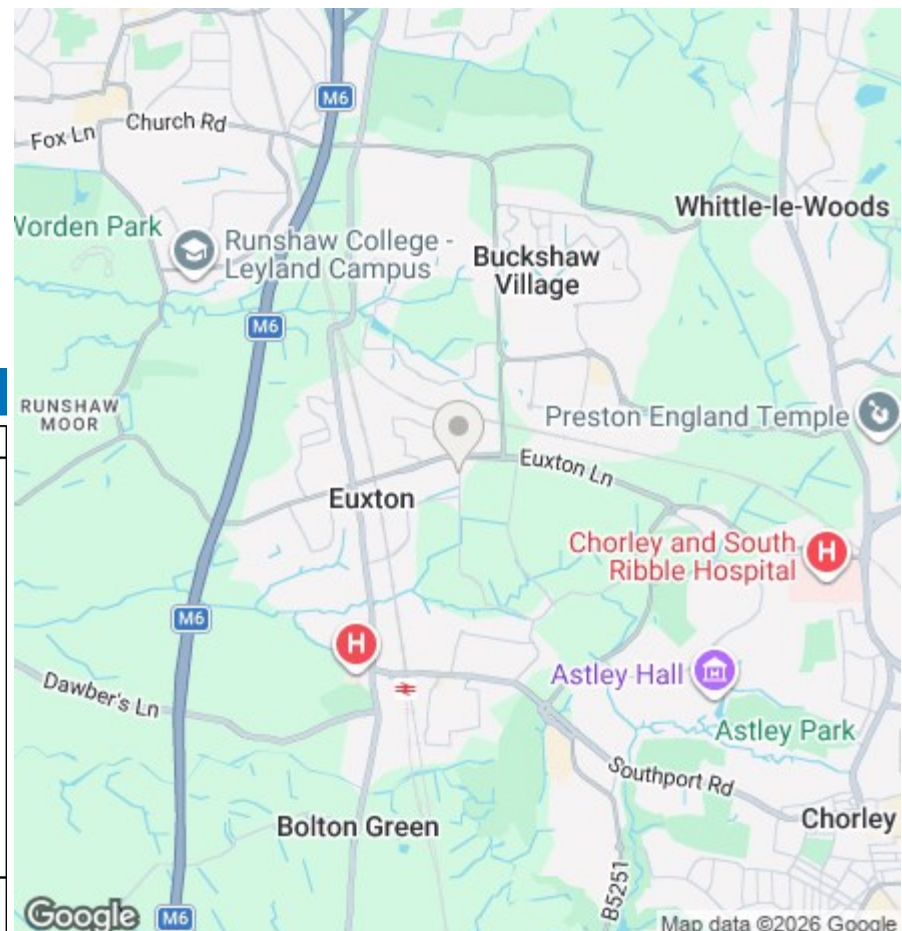 M6
Church Rd
Fox Ln
Whittle-le-Woods
Worden Park
Runshaw College -
Leyland Campus
Buckshaw
Village
M6
RUNSHAW
MOOR
Preston England Temple
Euxton Ln
Euxton
Chorley and South
Ribble Hospital
H
M6
H
Astley Hall
Dawber's Ln
Astley Park
Southport Rd
Bolton Green
Chorley
B5251
Google
M6
Map data ©2026 Google